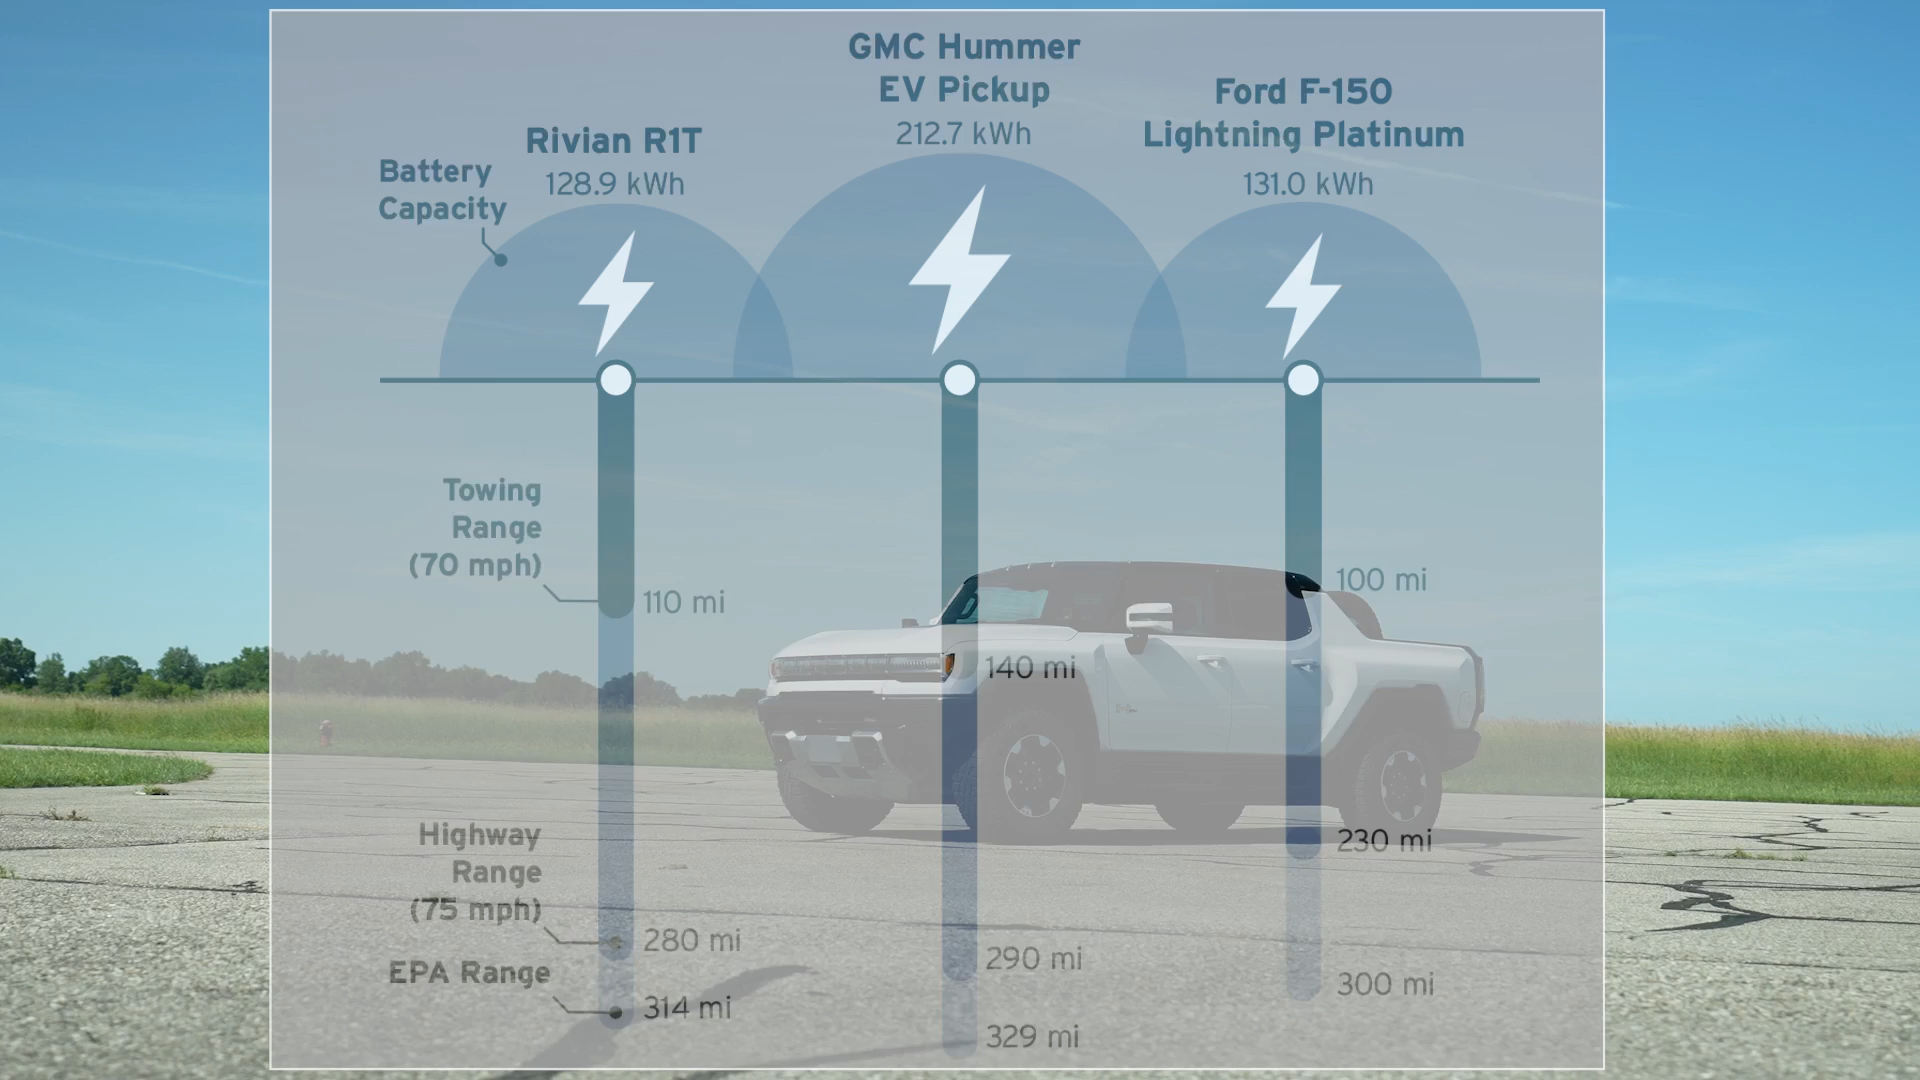 GMC Hummer
EV Pickup
212.7 kWh
Ford F-150
Lightning Platinum
131.0 kWh
Rivian R1T
128.9 kWh
Battery
Capacity
Towing
Range
(70 mph)
110 mi
140 mi
100 mi
Highway
Range
(75 mph)
280 mi
290 mi
230 mi
EPA Range
314 mi
329 mi
300 mi